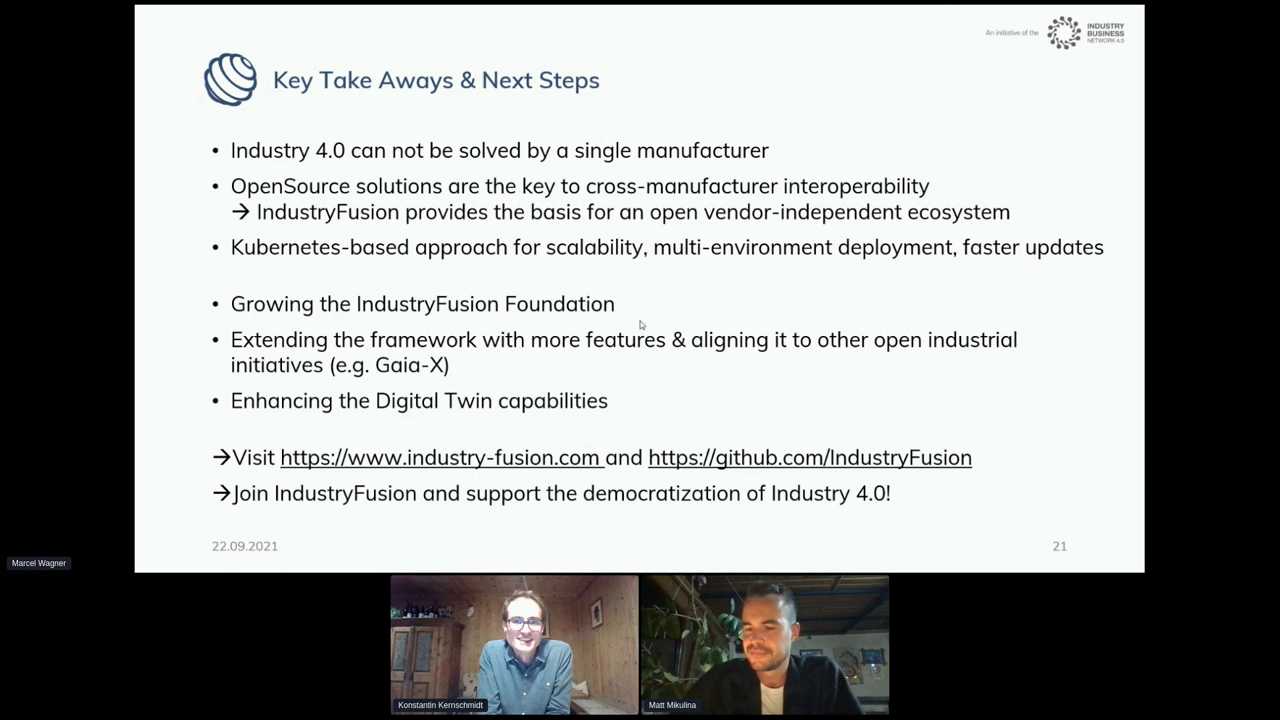 An initiative of the
INDUSTRY
BUSINESS
NETWORK 4.0
Key Take Aways & Next Steps
• Industry 4.0 can not be solved by a single manufacturer
• OpenSource solutions are the key to cross-manufacturer interoperability
→ IndustryFusion provides the basis for an open vendor-independent ecosystem
• Kubernetes-based approach for scalability, multi-environment deployment, faster updates
• Growing the IndustryFusion Foundation
• Extending the framework with more features & aligning it to other open industrial
initiatives (e.g. Gaia-X)
• Enhancing the Digital Twin capabilities
→Visit https://www.industry-fusion.com and https://github.com/IndustryFusion
→Join IndustryFusion and support the democratization of Industry 4.0!
22.09.2021
21
Marcel Wagner
Konstantin Kernschmidt
Matt Mikulina